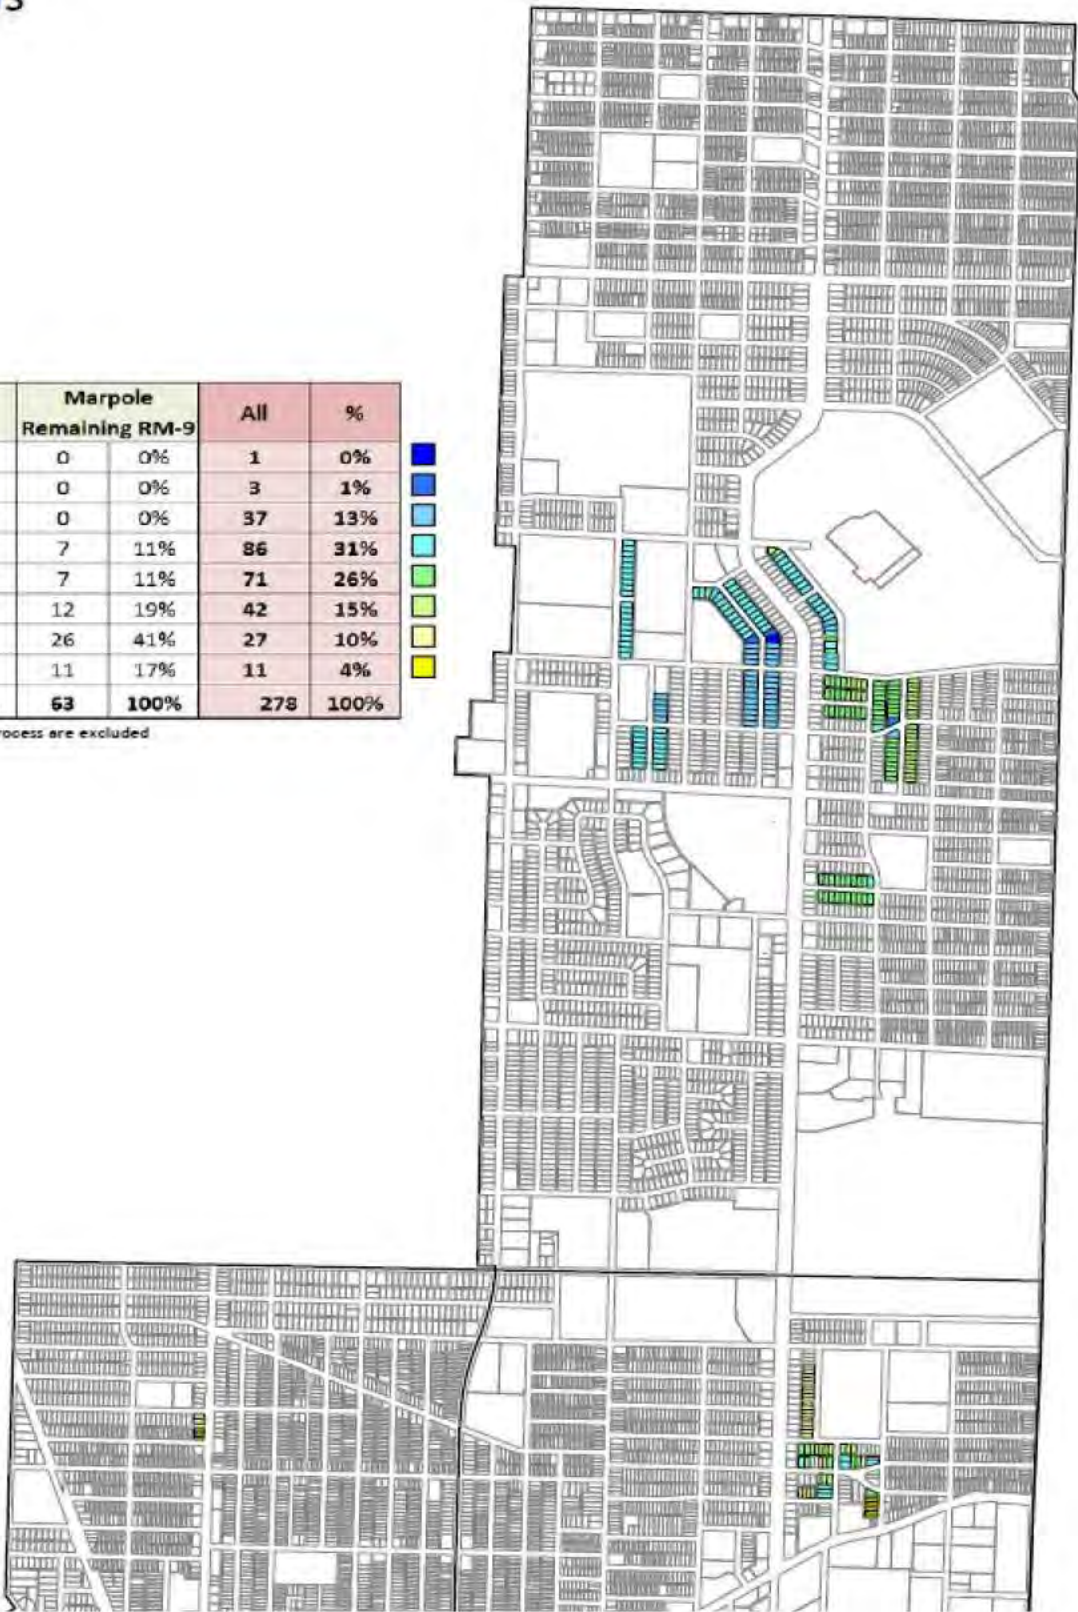 Marpole All %
Remaining RM-9
0 0% 1 0%
0 0% 3 1%
0 0% 37 13%
7 11% 86 31%
7 11% 71 26%
12 19% 42 15%
26 41% 27 10%
11 17% 11 4%
63 100% 278 100%
rocess are excluded